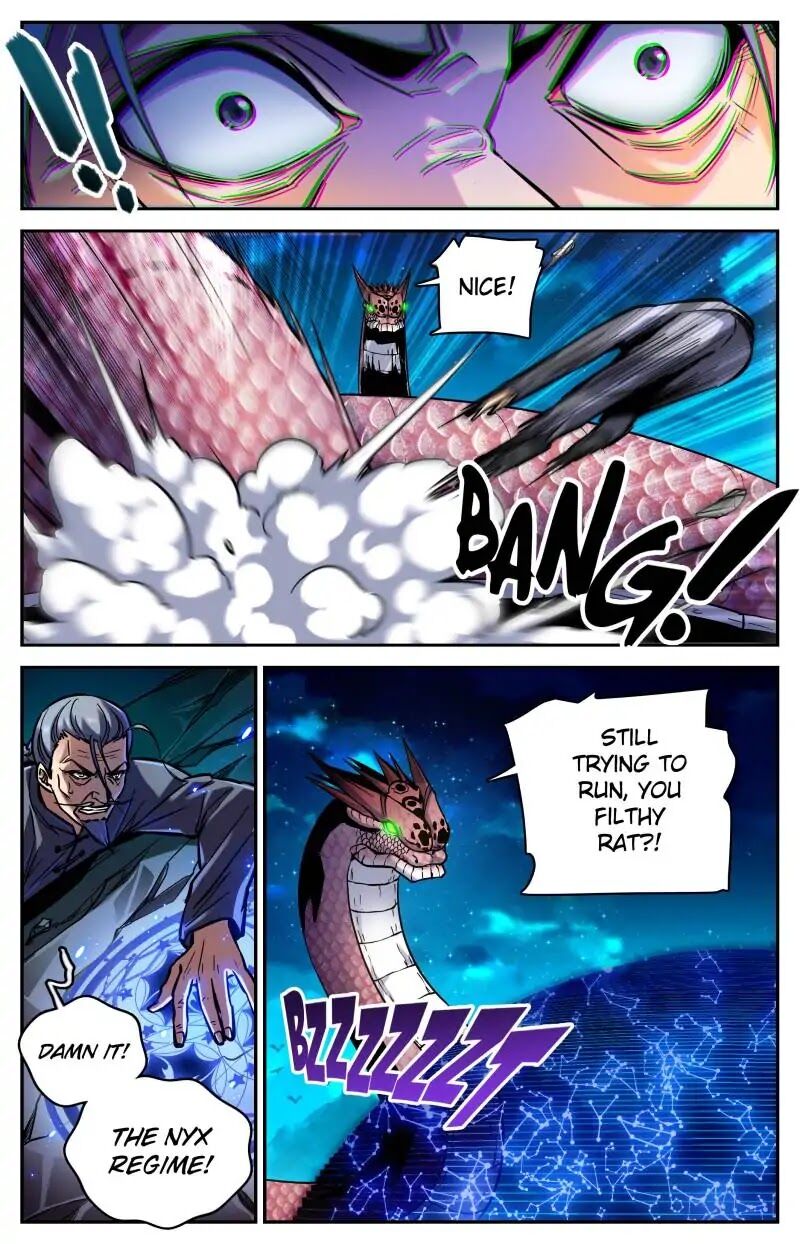 !!
NICE!
BANG!
STILL
TRYING TO
RUN, YOU
FILTHY
RAT?!
BZZZZZZT
DAMN IT!
THE NYX
REGIME!